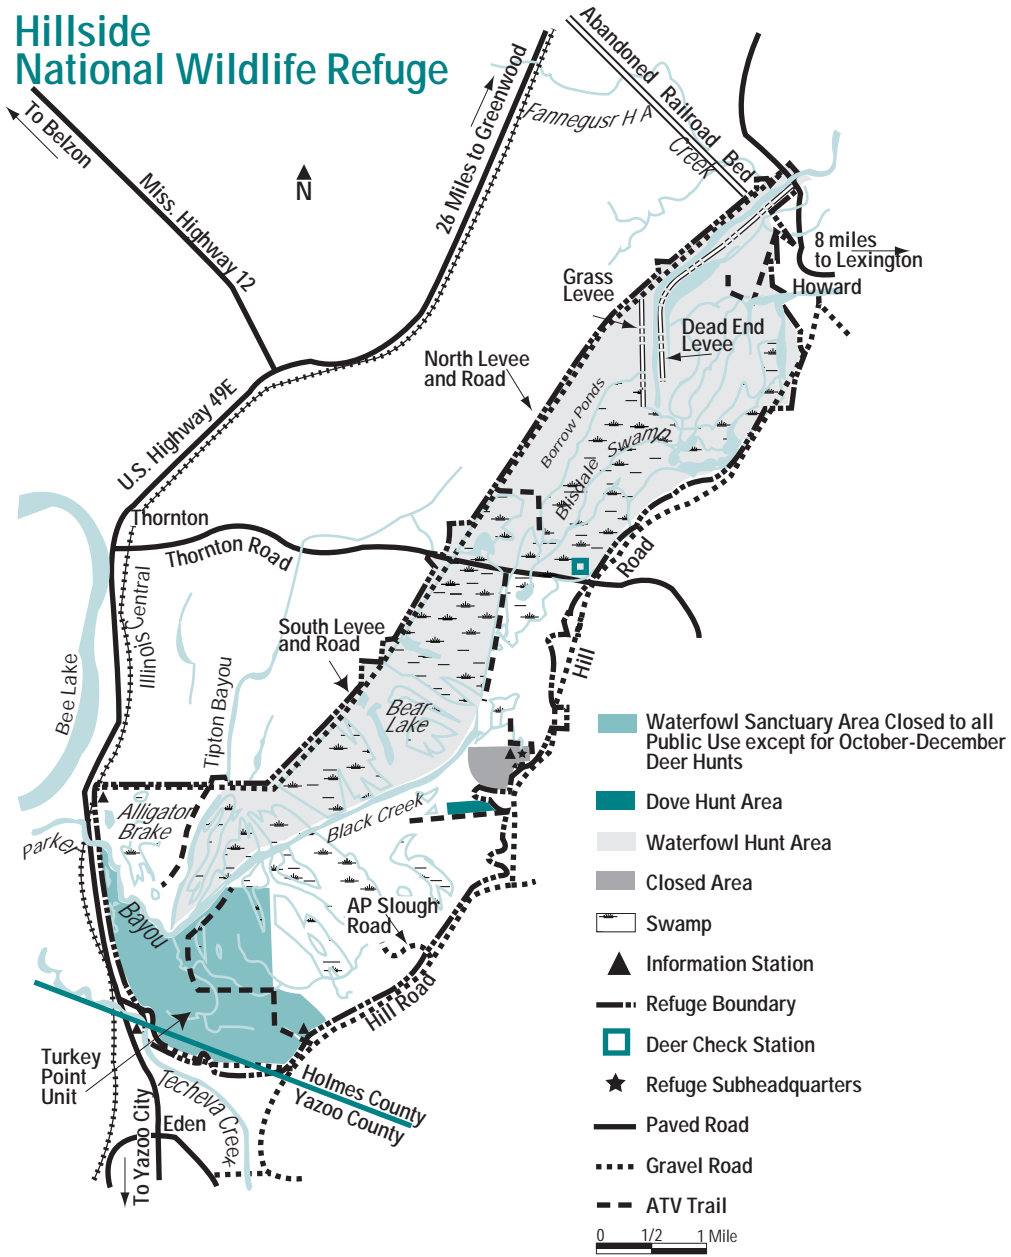 Hillside
National Wildlife Refuge
To Belzon
Miss. Highway 12
N
26 Miles to Greenwood
Abandoned Railroad Bed
Fannegusr H A
Creek
8 miles
to Lexington
Howard
Grass
Levee
Dead End
Levee
North Levee
and Road
Borrow Ponds
Blisdale Swamp
U.S. Highway 49E
Thornton
Thornton Road
Road
Illinois Central
South Levee
and Road
Hill
Bee Lake
Tipton Bayou
Bear
Lake
Alligator
Brake
Black Creek
Parker
Bayou
AP Slough
Road
Hill Road
Turkey
Point
Unit
Techeva Creek
Holmes County
Yazoo County
Eden
To Yazoo City
Waterfowl Sanctuary Area Closed to all
Public Use except for October-December
Deer Hunts
Dove Hunt Area
Waterfowl Hunt Area
Closed Area
Swamp
Information Station
Refuge Boundary
Deer Check Station
Refuge Subheadquarters
Paved Road
Gravel Road
ATV Trail
0 1/2 1 Mile